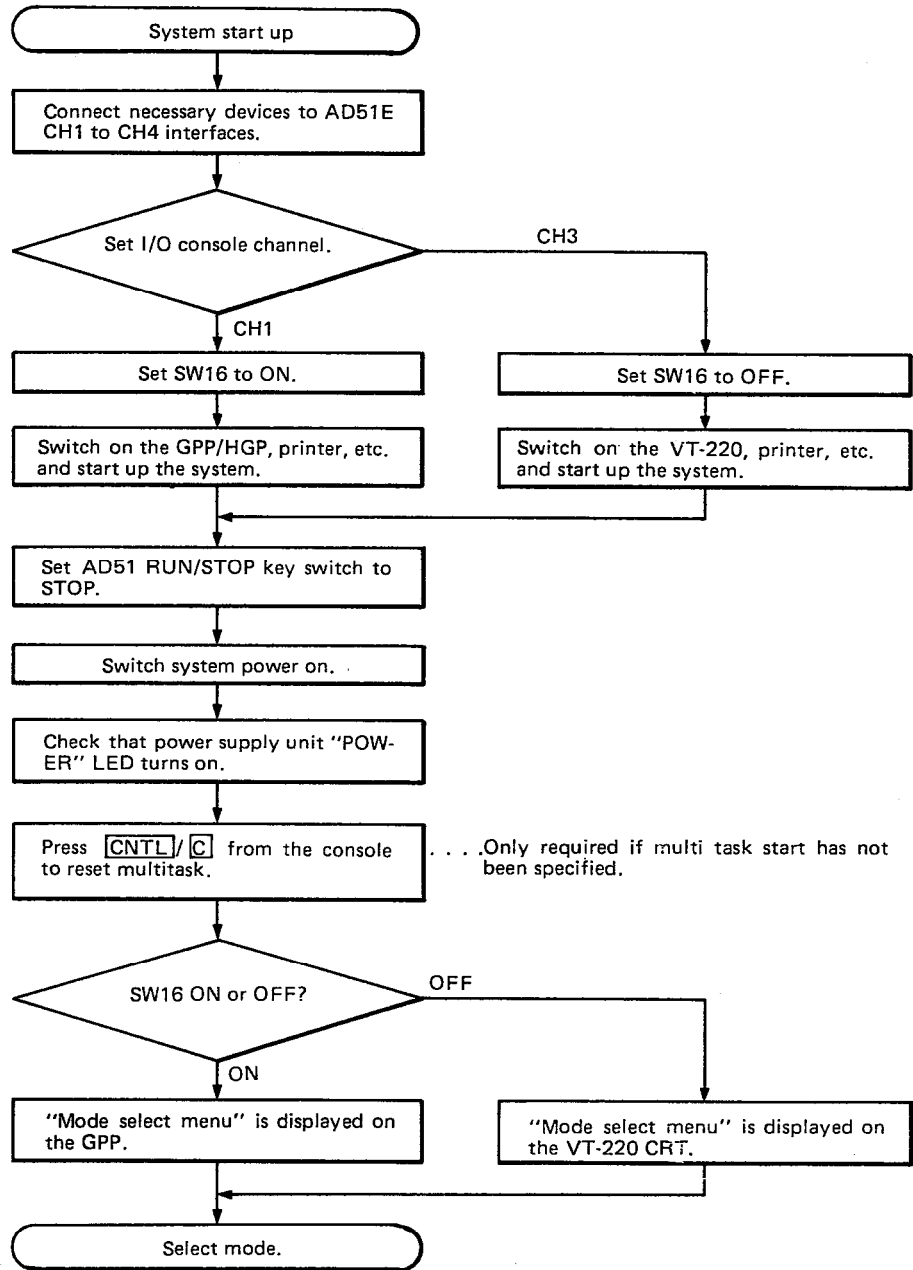 System start up
Connect necessary devices to AD51E
CH1 to CH4 interfaces.
Set I/O console channel.
CH3
CH1
Set SW16 to ON.
Set SW16 to OFF.
Switch on the GPP/HGP, printer, etc.
and start up the system.
Switch on the VT-220, printer, etc.
and start up the system.
Set AD51 RUN/STOP key switch to
STOP.
Switch system power on.
Check that power supply unit "POW-
ER" LED turns on.
Press CNTL / C from the console
to reset multitask.
. . . .Only required if multi task start has not
been specified.
SW16 ON or OFF?
OFF
ON
"Mode select menu" is displayed on
the GPP.
"Mode select menu" is displayed on
the VT-220 CRT.
Select mode.